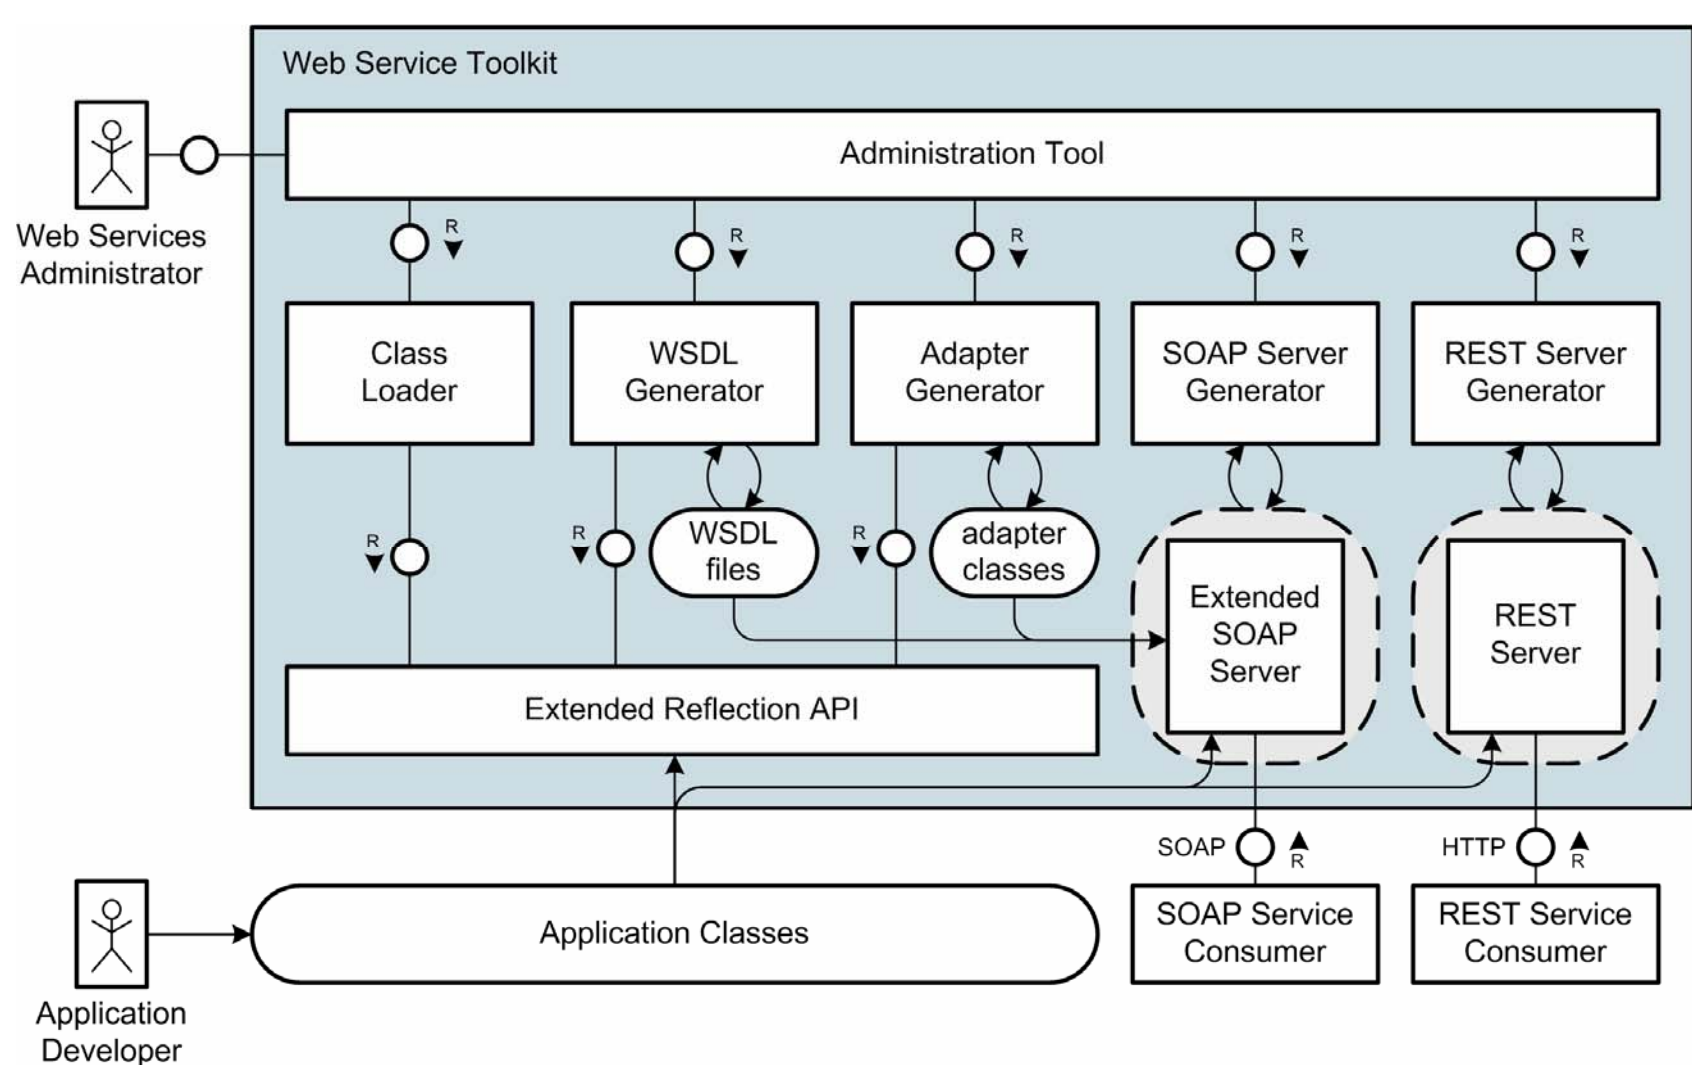 Web Service Toolkit
Administration Tool
Web Services
Administrator
R
R
R
R
R
Class
Loader
WSDL
Generator
Adapter
Generator
SOAP Server
Generator
REST Server
Generator
R
R
WSDL
files
R
adapter
classes
Extended
SOAP
Server
REST
Server
Extended Reflection API
SOAP
R
HTTP
R
Application Classes
SOAP Service
Consumer
REST Service
Consumer
Application
Developer